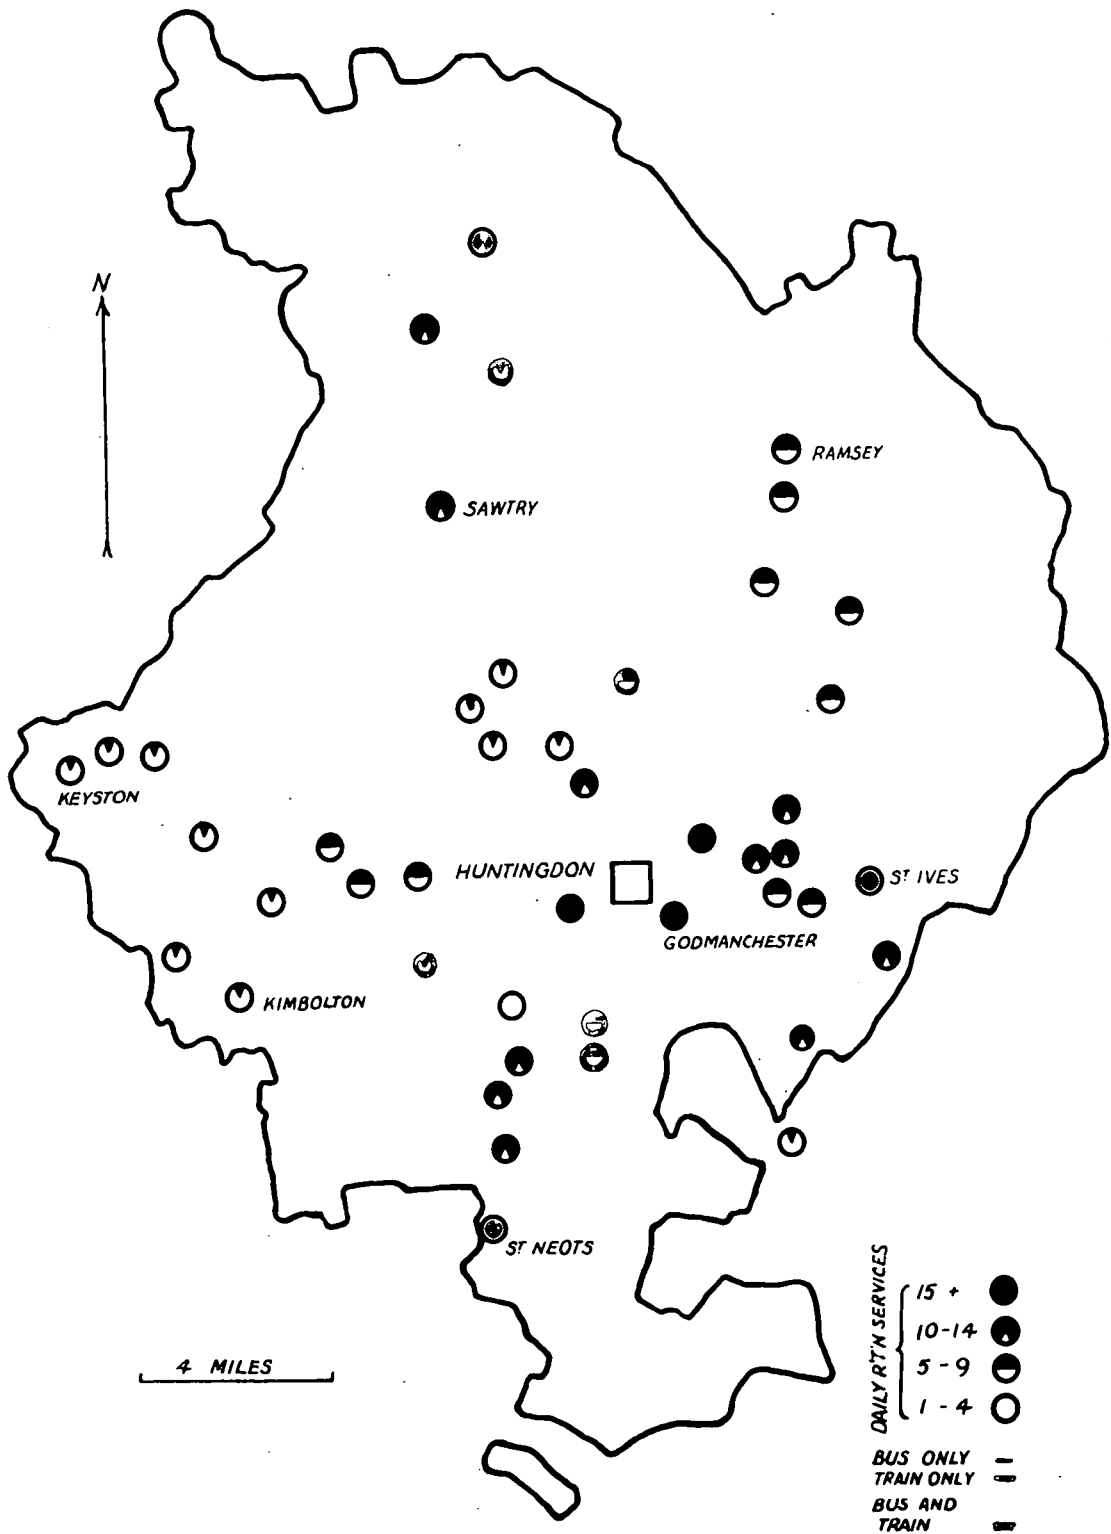 N
RAMSEY
SAWTRY
KEYSTON
HUNTINGDON
ST IVES
GODMANCHESTER
KIMBOLTON
ST NEOTS
4 MILES
DAILY R'T'N SERVICES
15 +
10-14
5-9
1-4
BUS ONLY
TRAIN ONLY
BUS AND
TRAIN